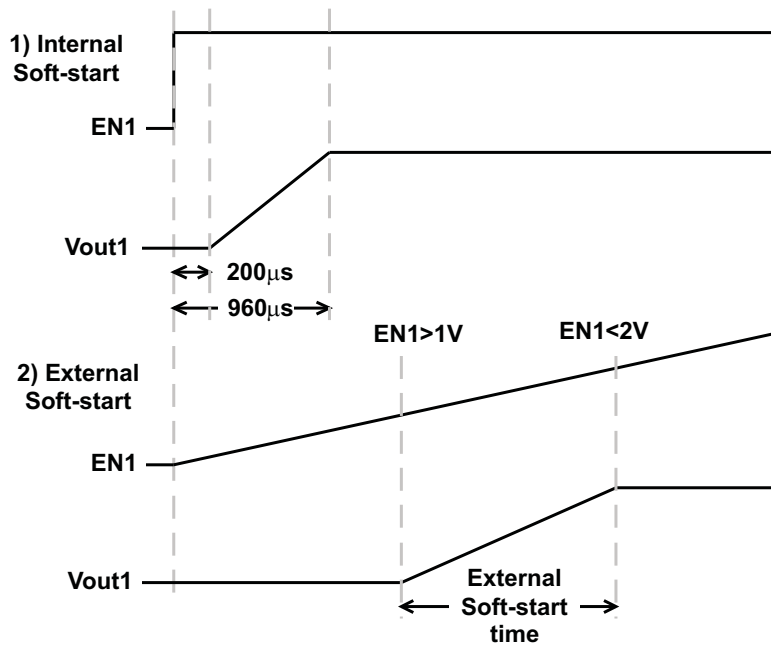 1) Internal
Soft-start
EN1
Vout1
200μs
960μs
EN1>1V
EN1<2V
2) External
Soft-start
EN1
Vout1
External
Soft-start
time